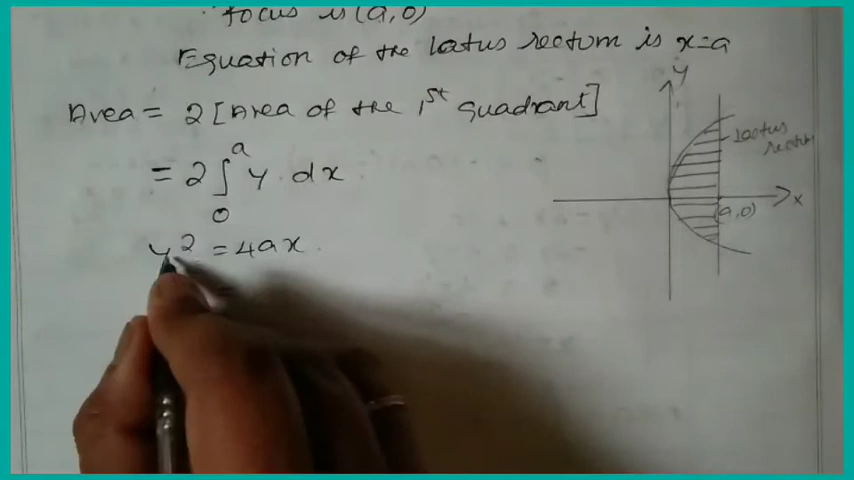 ∴ focus is (a,0)
Equation of the latus rectum is x=a
Area = 2 [Area of the 1st quadrant]
= 2 ∫₀ᵃ y dx
y² = 4ax
y
latus
rectum
(a,0)
x